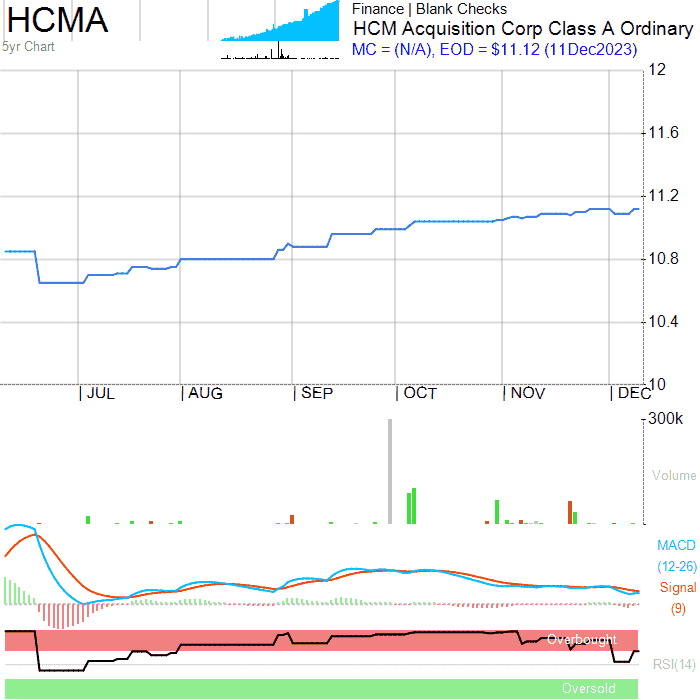 HCMA
5yr Chart
Finance | Blank Checks
HCM Acquisition Corp Class A Ordinary
MC = (N/A), EOD = $11.12 (11Dec2023)
12
11.6
11.2
10.8
10.4
10
| JUL
| AUG
| SEP
| OCT
| NOV
| DEC
300k
Volume
MACD
(12-26)
Signal
(9)
Overbought
RSI(14)
Oversold